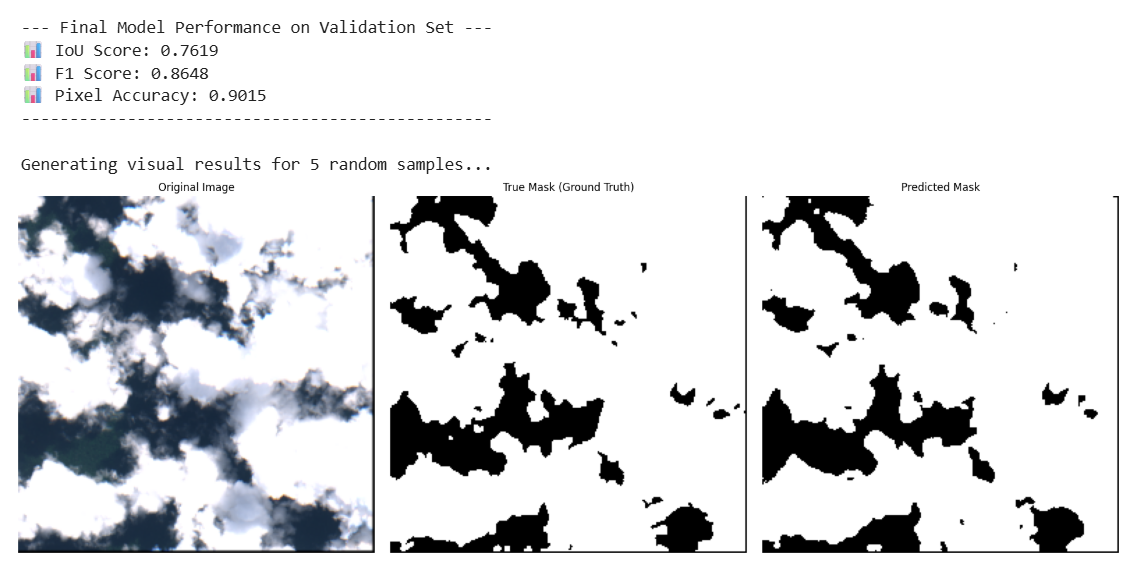 --- Final Model Performance on Validation Set ---
📊 IoU Score: 0.7619
📊 F1 Score: 0.8648
📊 Pixel Accuracy: 0.9015
-------------------------------------------------
Generating visual results for 5 random samples...
Original Image
True Mask (Ground Truth)
Predicted Mask